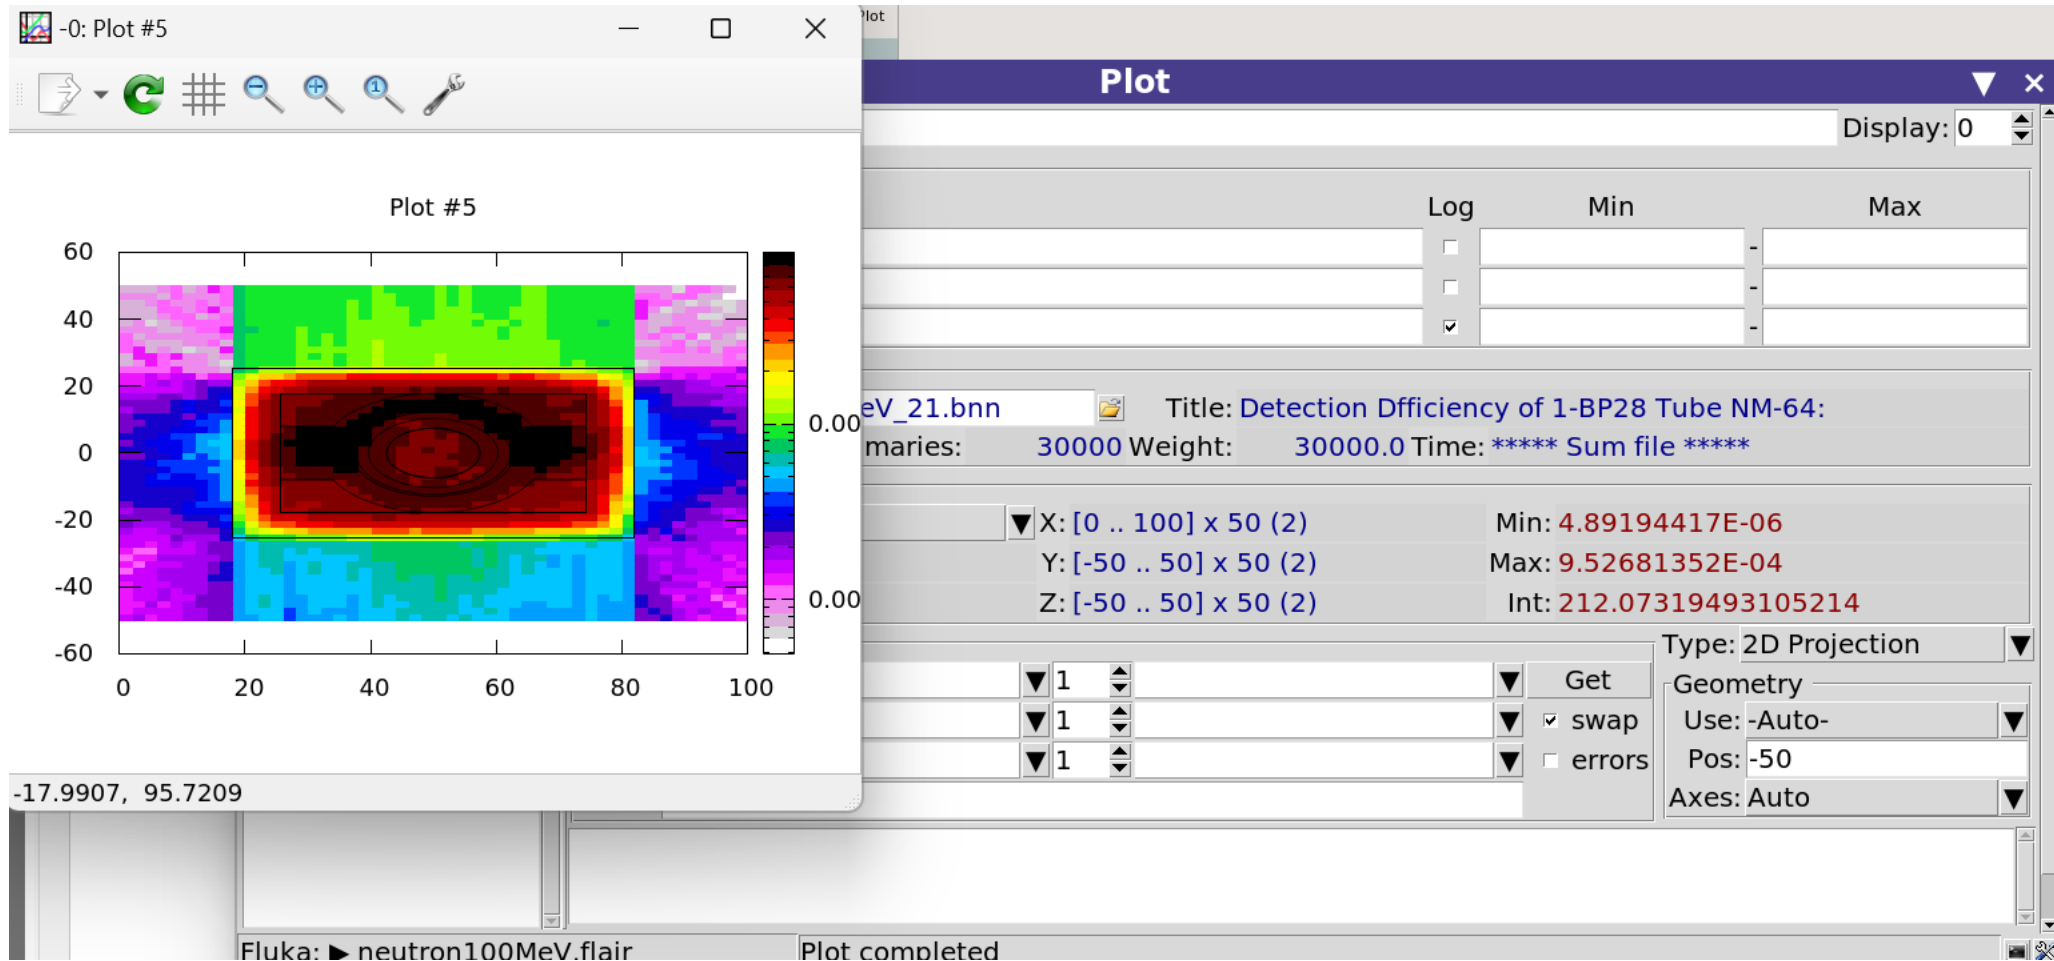 -0: Plot #5
Plot
Plot
Display: 0
Plot #5
Log Min Max
60
40
20
0
-20
-40
-60
0 20 40 60 80 100
0.00
0.00
-
-
-
eV_21.bnn Title: Detection Dfficiency of 1-BP28 Tube NM-64:
maries: 30000 Weight: 30000.0 Time: ***** Sum file *****
X: [0 .. 100] x 50 (2) Min: 4.89194417E-06
Y: [-50 .. 50] x 50 (2) Max: 9.52681352E-04
Z: [-50 .. 50] x 50 (2) Int: 212.07319493105214
Type: 2D Projection
1 Get
Geometry
1 swap
Use: -Auto-
1 errors
Pos: -50
Axes: Auto
-17.9907, 95.7209
Fluka: ▶ neutron100MeV.flair Plot completed